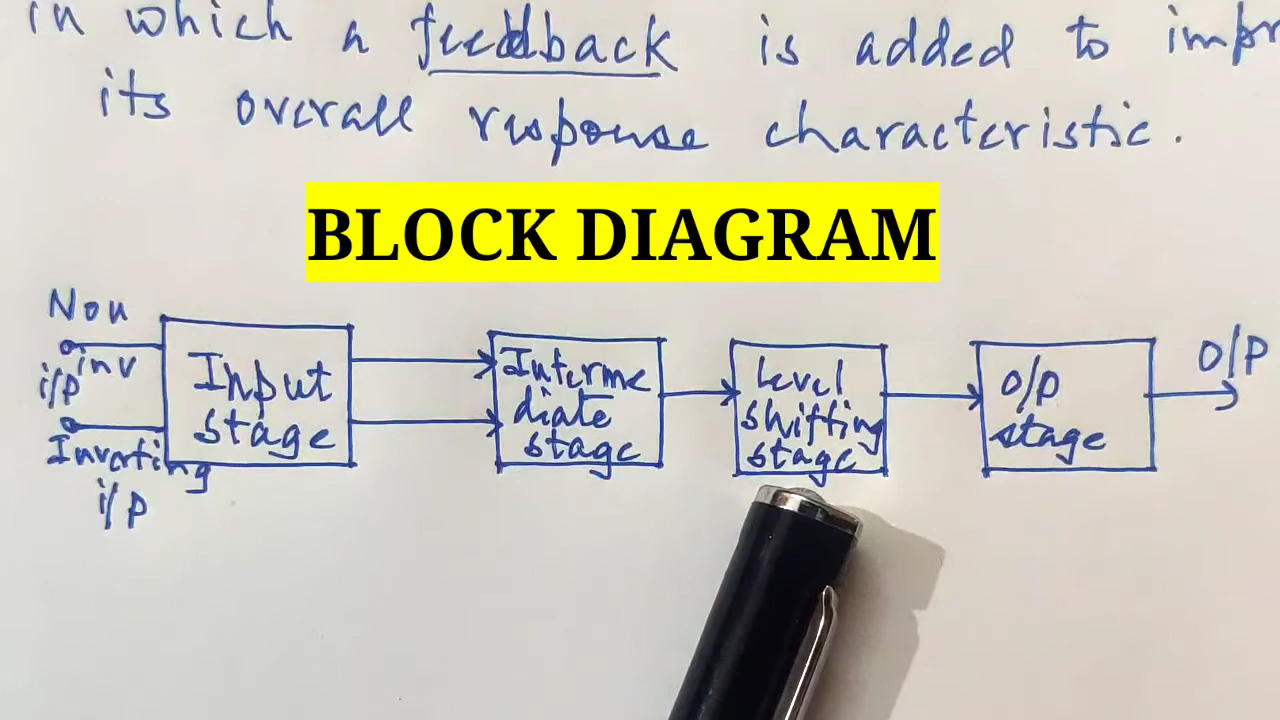 in which a feedback is added to impr
its overall response characteristic.
BLOCK DIAGRAM
Non
inv
i/P
Inverting
i/P
Input
stage
Interme
diate
stage
Level
shifting
stage
O/P
stage
O/P